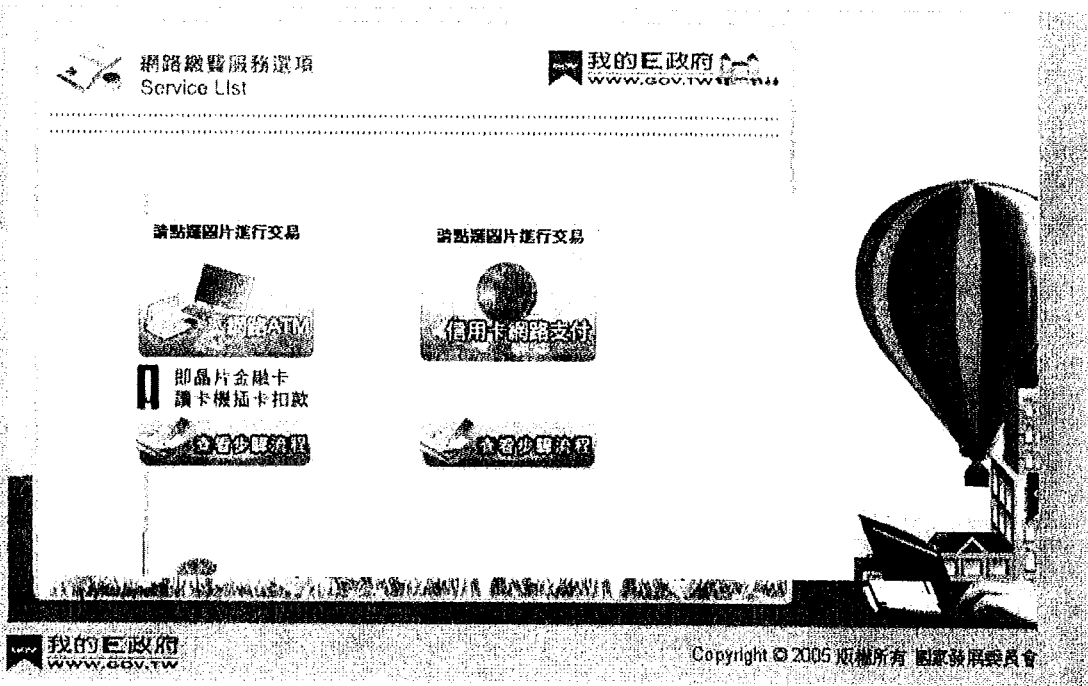 網路繳費服務選項
Service List
我的E政府
WWW.GOV.TW
請點選圖片進行交易
請點選圖片進行交易
網路ATM
信用卡網路支付
即晶片金融卡
讀卡機插卡扣款
查看步驟流程
查看步驟流程
我的E政府
WWW.GOV.TW
Copyright © 2005 版權所有 國家發展委員會